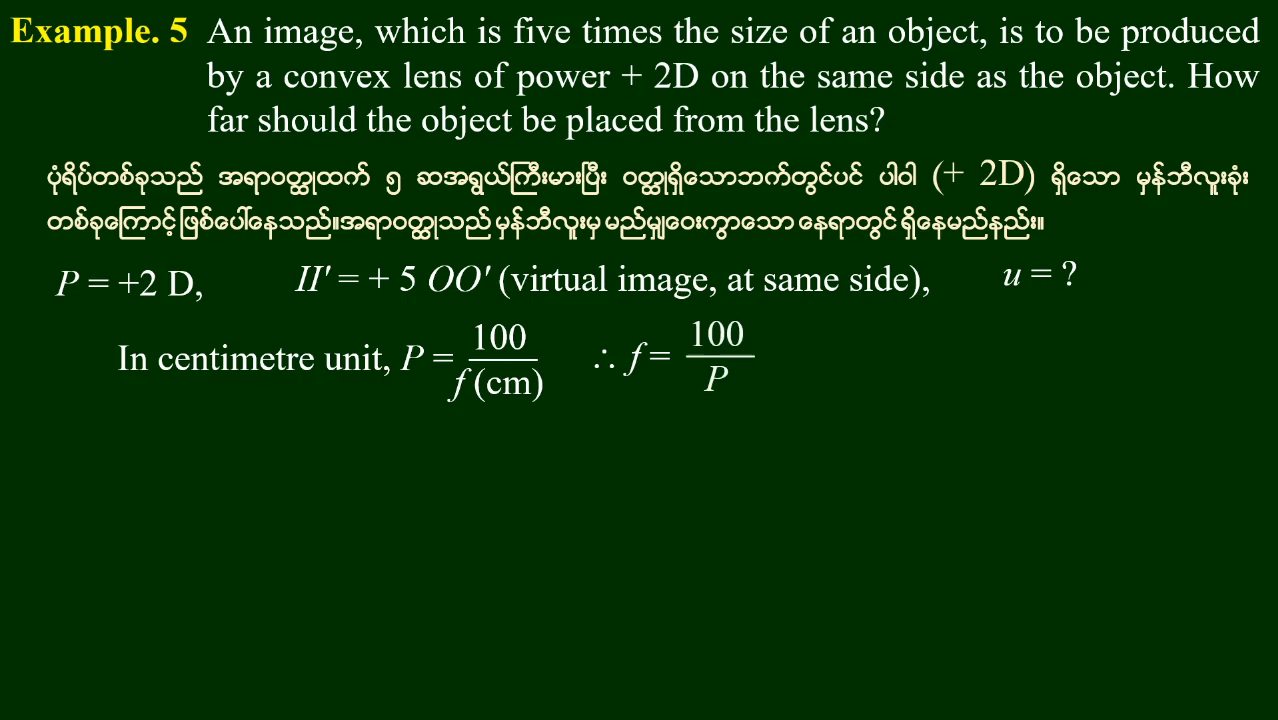 Example. 5 An image, which is five times the size of an object, is to be produced
by a convex lens of power + 2D on the same side as the object. How
far should the object be placed from the lens?
ပုံရိပ်တစ်ခုသည် အရာဝတ္ထုထက် ၅ ဆအရွယ်ကြီးမားပြီး ဝတ္ထုရှိသောဘက်တွင်ပင် ပါဝါ (+ 2D) ရှိသော မှန်ဘီလူးခုံး
တစ်ခုကြောင့်ဖြစ်ပေါ်နေသည်။အရာဝတ္ထုသည် မှန်ဘီလူးမှ မည်မျှဝေးကွာသော နေရာတွင် ရှိနေမည်နည်း။
P = +2 D, II′ = + 5 OO′ (virtual image, at same side), u = ?
In centimetre unit, P = 100/f (cm) ∴ f = 100/P